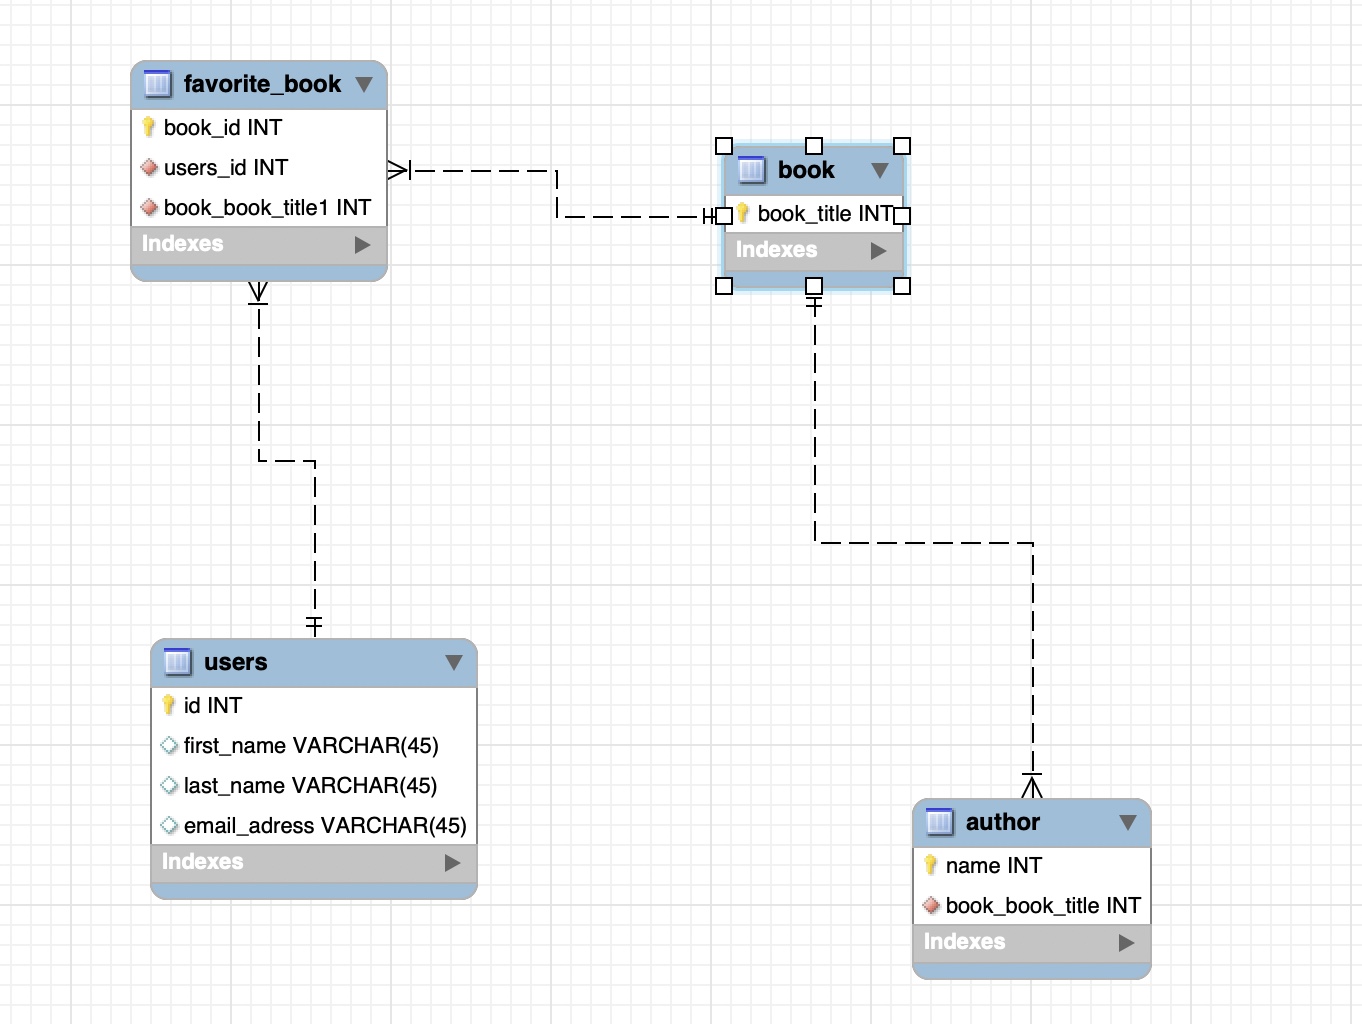 favorite_book
book_id INT
users_id INT
book_book_title1 INT
Indexes
book
book_title INT
Indexes
users
id INT
first_name VARCHAR(45)
last_name VARCHAR(45)
email_adress VARCHAR(45)
Indexes
author
name INT
book_book_title INT
Indexes